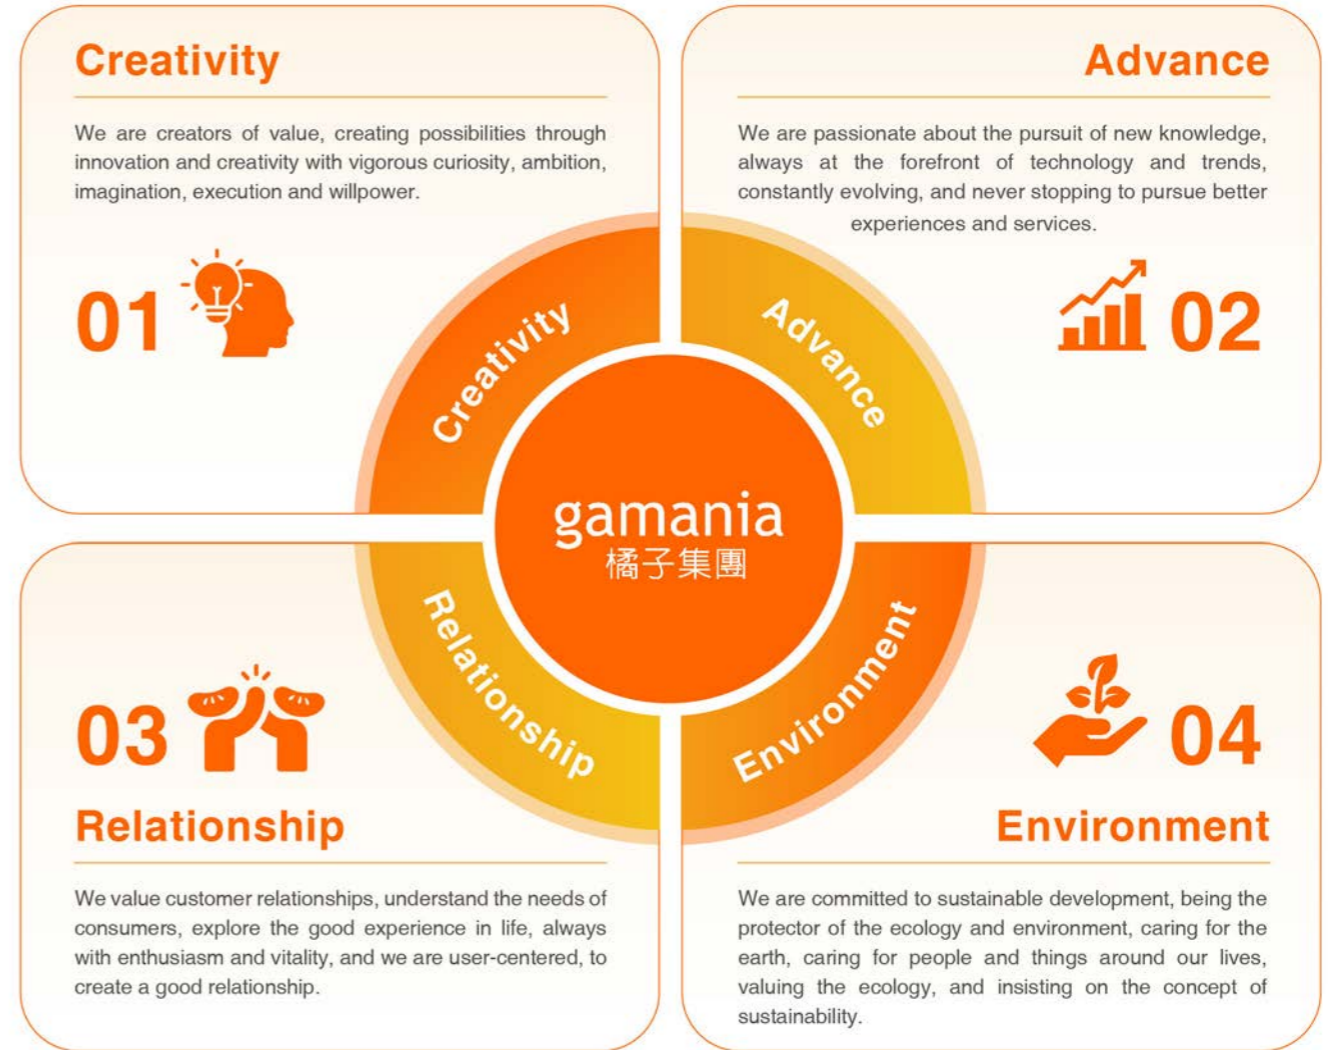 Creativity
We are creators of value, creating possibilities through
innovation and creativity with vigorous curiosity, ambition,
imagination, execution and willpower.
01
Advance
We are passionate about the pursuit of new knowledge,
always at the forefront of technology and trends,
constantly evolving, and never stopping to pursue better
experiences and services.
02
Creativity
Advance
gamania
橘子集團
Relationship
Environment
03
Relationship
We value customer relationships, understand the needs of
consumers, explore the good experience in life, always
with enthusiasm and vitality, and we are user-centered, to
create a good relationship.
04
Environment
We are committed to sustainable development, being the
protector of the ecology and environment, caring for the
earth, caring for people and things around our lives,
valuing the ecology, and insisting on the concept of
sustainability.